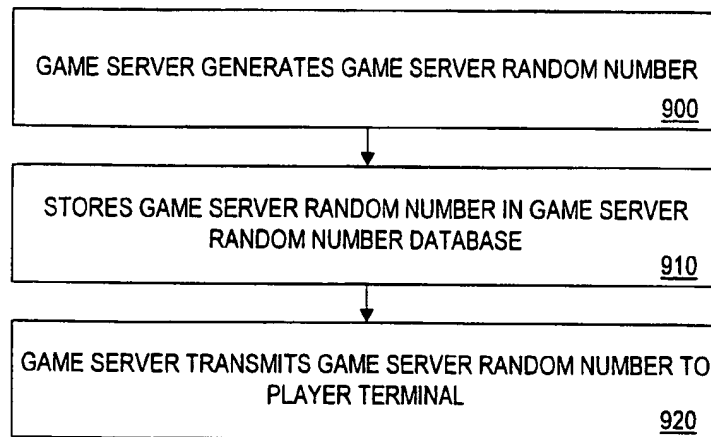 GAME SERVER GENERATES GAME SERVER RANDOM NUMBER
900
STORES GAME SERVER RANDOM NUMBER IN GAME SERVER
RANDOM NUMBER DATABASE
910
GAME SERVER TRANSMITS GAME SERVER RANDOM NUMBER TO
PLAYER TERMINAL
920